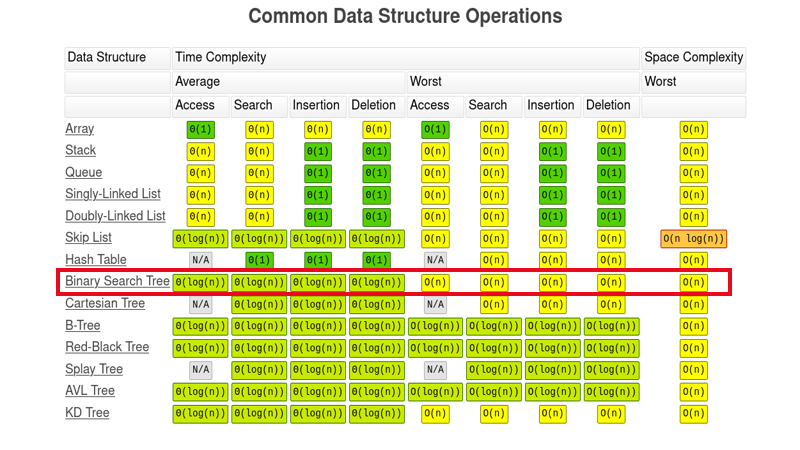 Common Data Structure Operations
Data Structure Time Complexity Space Complexity
Average Worst Worst
Access Search Insertion Deletion Access Search Insertion Deletion
Array Θ(1) Θ(n) Θ(n) Θ(n) O(1) O(n) O(n) O(n) O(n)
Stack Θ(n) Θ(n) Θ(1) Θ(1) O(n) O(n) O(1) O(1) O(n)
Queue Θ(n) Θ(n) Θ(1) Θ(1) O(n) O(n) O(1) O(1) O(n)
Singly-Linked List Θ(n) Θ(n) Θ(1) Θ(1) O(n) O(n) O(1) O(1) O(n)
Doubly-Linked List Θ(n) Θ(n) Θ(1) Θ(1) O(n) O(n) O(1) O(1) O(n)
Skip List Θ(log(n)) Θ(log(n)) Θ(log(n)) Θ(log(n)) O(n) O(n) O(n) O(n) O(n log(n))
Hash Table N/A Θ(1) Θ(1) Θ(1) N/A O(n) O(n) O(n) O(n)
Binary Search Tree Θ(log(n)) Θ(log(n)) Θ(log(n)) Θ(log(n)) O(n) O(n) O(n) O(n) O(n)
Cartesian Tree N/A Θ(log(n)) Θ(log(n)) Θ(log(n)) N/A O(n) O(n) O(n) O(n)
B-Tree Θ(log(n)) Θ(log(n)) Θ(log(n)) Θ(log(n)) O(log(n)) O(log(n)) O(log(n)) O(log(n)) O(n)
Red-Black Tree Θ(log(n)) Θ(log(n)) Θ(log(n)) Θ(log(n)) O(log(n)) O(log(n)) O(log(n)) O(log(n)) O(n)
Splay Tree N/A Θ(log(n)) Θ(log(n)) Θ(log(n)) N/A O(log(n)) O(log(n)) O(log(n)) O(n)
AVL Tree Θ(log(n)) Θ(log(n)) Θ(log(n)) Θ(log(n)) O(log(n)) O(log(n)) O(log(n)) O(log(n)) O(n)
KD Tree Θ(log(n)) Θ(log(n)) Θ(log(n)) Θ(log(n)) O(n) O(n) O(n) O(n) O(n)